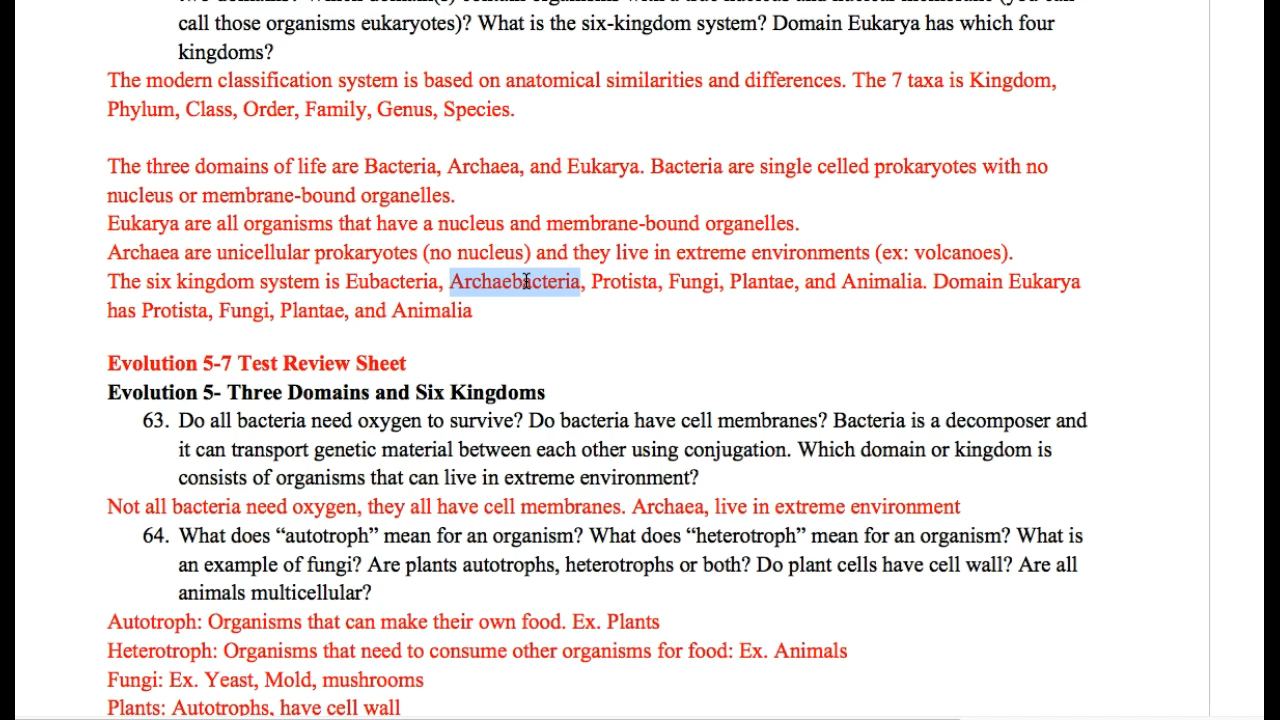 call those organisms eukaryotes)? What is the six-kingdom system? Domain Eukarya has which four
kingdoms?
The modern classification system is based on anatomical similarities and differences. The 7 taxa is Kingdom,
Phylum, Class, Order, Family, Genus, Species.
The three domains of life are Bacteria, Archaea, and Eukarya. Bacteria are single celled prokaryotes with no
nucleus or membrane-bound organelles.
Eukarya are all organisms that have a nucleus and membrane-bound organelles.
Archaea are unicellular prokaryotes (no nucleus) and they live in extreme environments (ex: volcanoes).
The six kingdom system is Eubacteria, Archaebacteria, Protista, Fungi, Plantae, and Animalia. Domain Eukarya
has Protista, Fungi, Plantae, and Animalia
Evolution 5-7 Test Review Sheet
Evolution 5- Three Domains and Six Kingdoms
63. Do all bacteria need oxygen to survive? Do bacteria have cell membranes? Bacteria is a decomposer and
it can transport genetic material between each other using conjugation. Which domain or kingdom is
consists of organisms that can live in extreme environment?
Not all bacteria need oxygen, they all have cell membranes. Archaea, live in extreme environment
64. What does “autotroph” mean for an organism? What does “heterotroph” mean for an organism? What is
an example of fungi? Are plants autotrophs, heterotrophs or both? Do plant cells have cell wall? Are all
animals multicellular?
Autotroph: Organisms that can make their own food. Ex. Plants
Heterotroph: Organisms that need to consume other organisms for food: Ex. Animals
Fungi: Ex. Yeast, Mold, mushrooms
Plants: Autotrophs, have cell wall